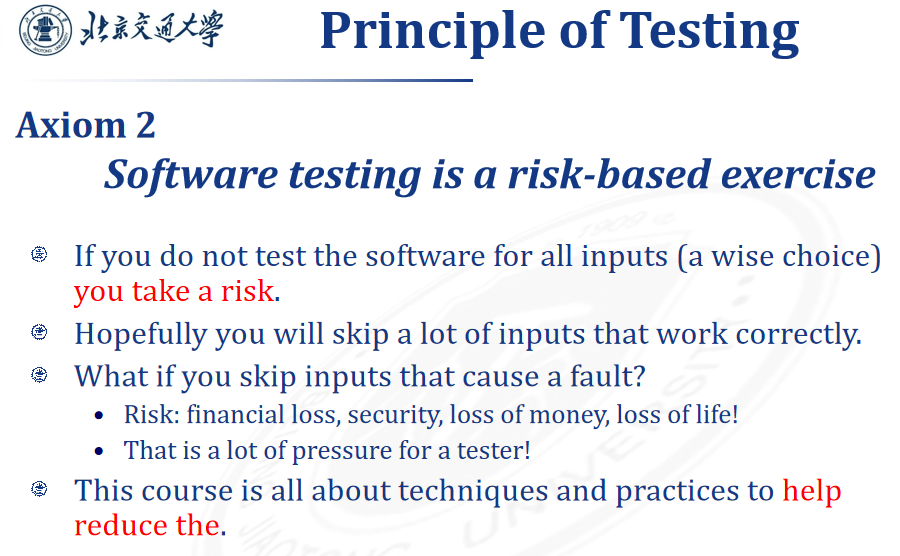 北京交通大学
Principle of Testing
Axiom 2
Software testing is a risk-based exercise
If you do not test the software for all inputs (a wise choice)
you take a risk.
Hopefully you will skip a lot of inputs that work correctly.
What if you skip inputs that cause a fault?
• Risk: financial loss, security, loss of money, loss of life!
• That is a lot of pressure for a tester!
This course is all about techniques and practices to help
reduce the.